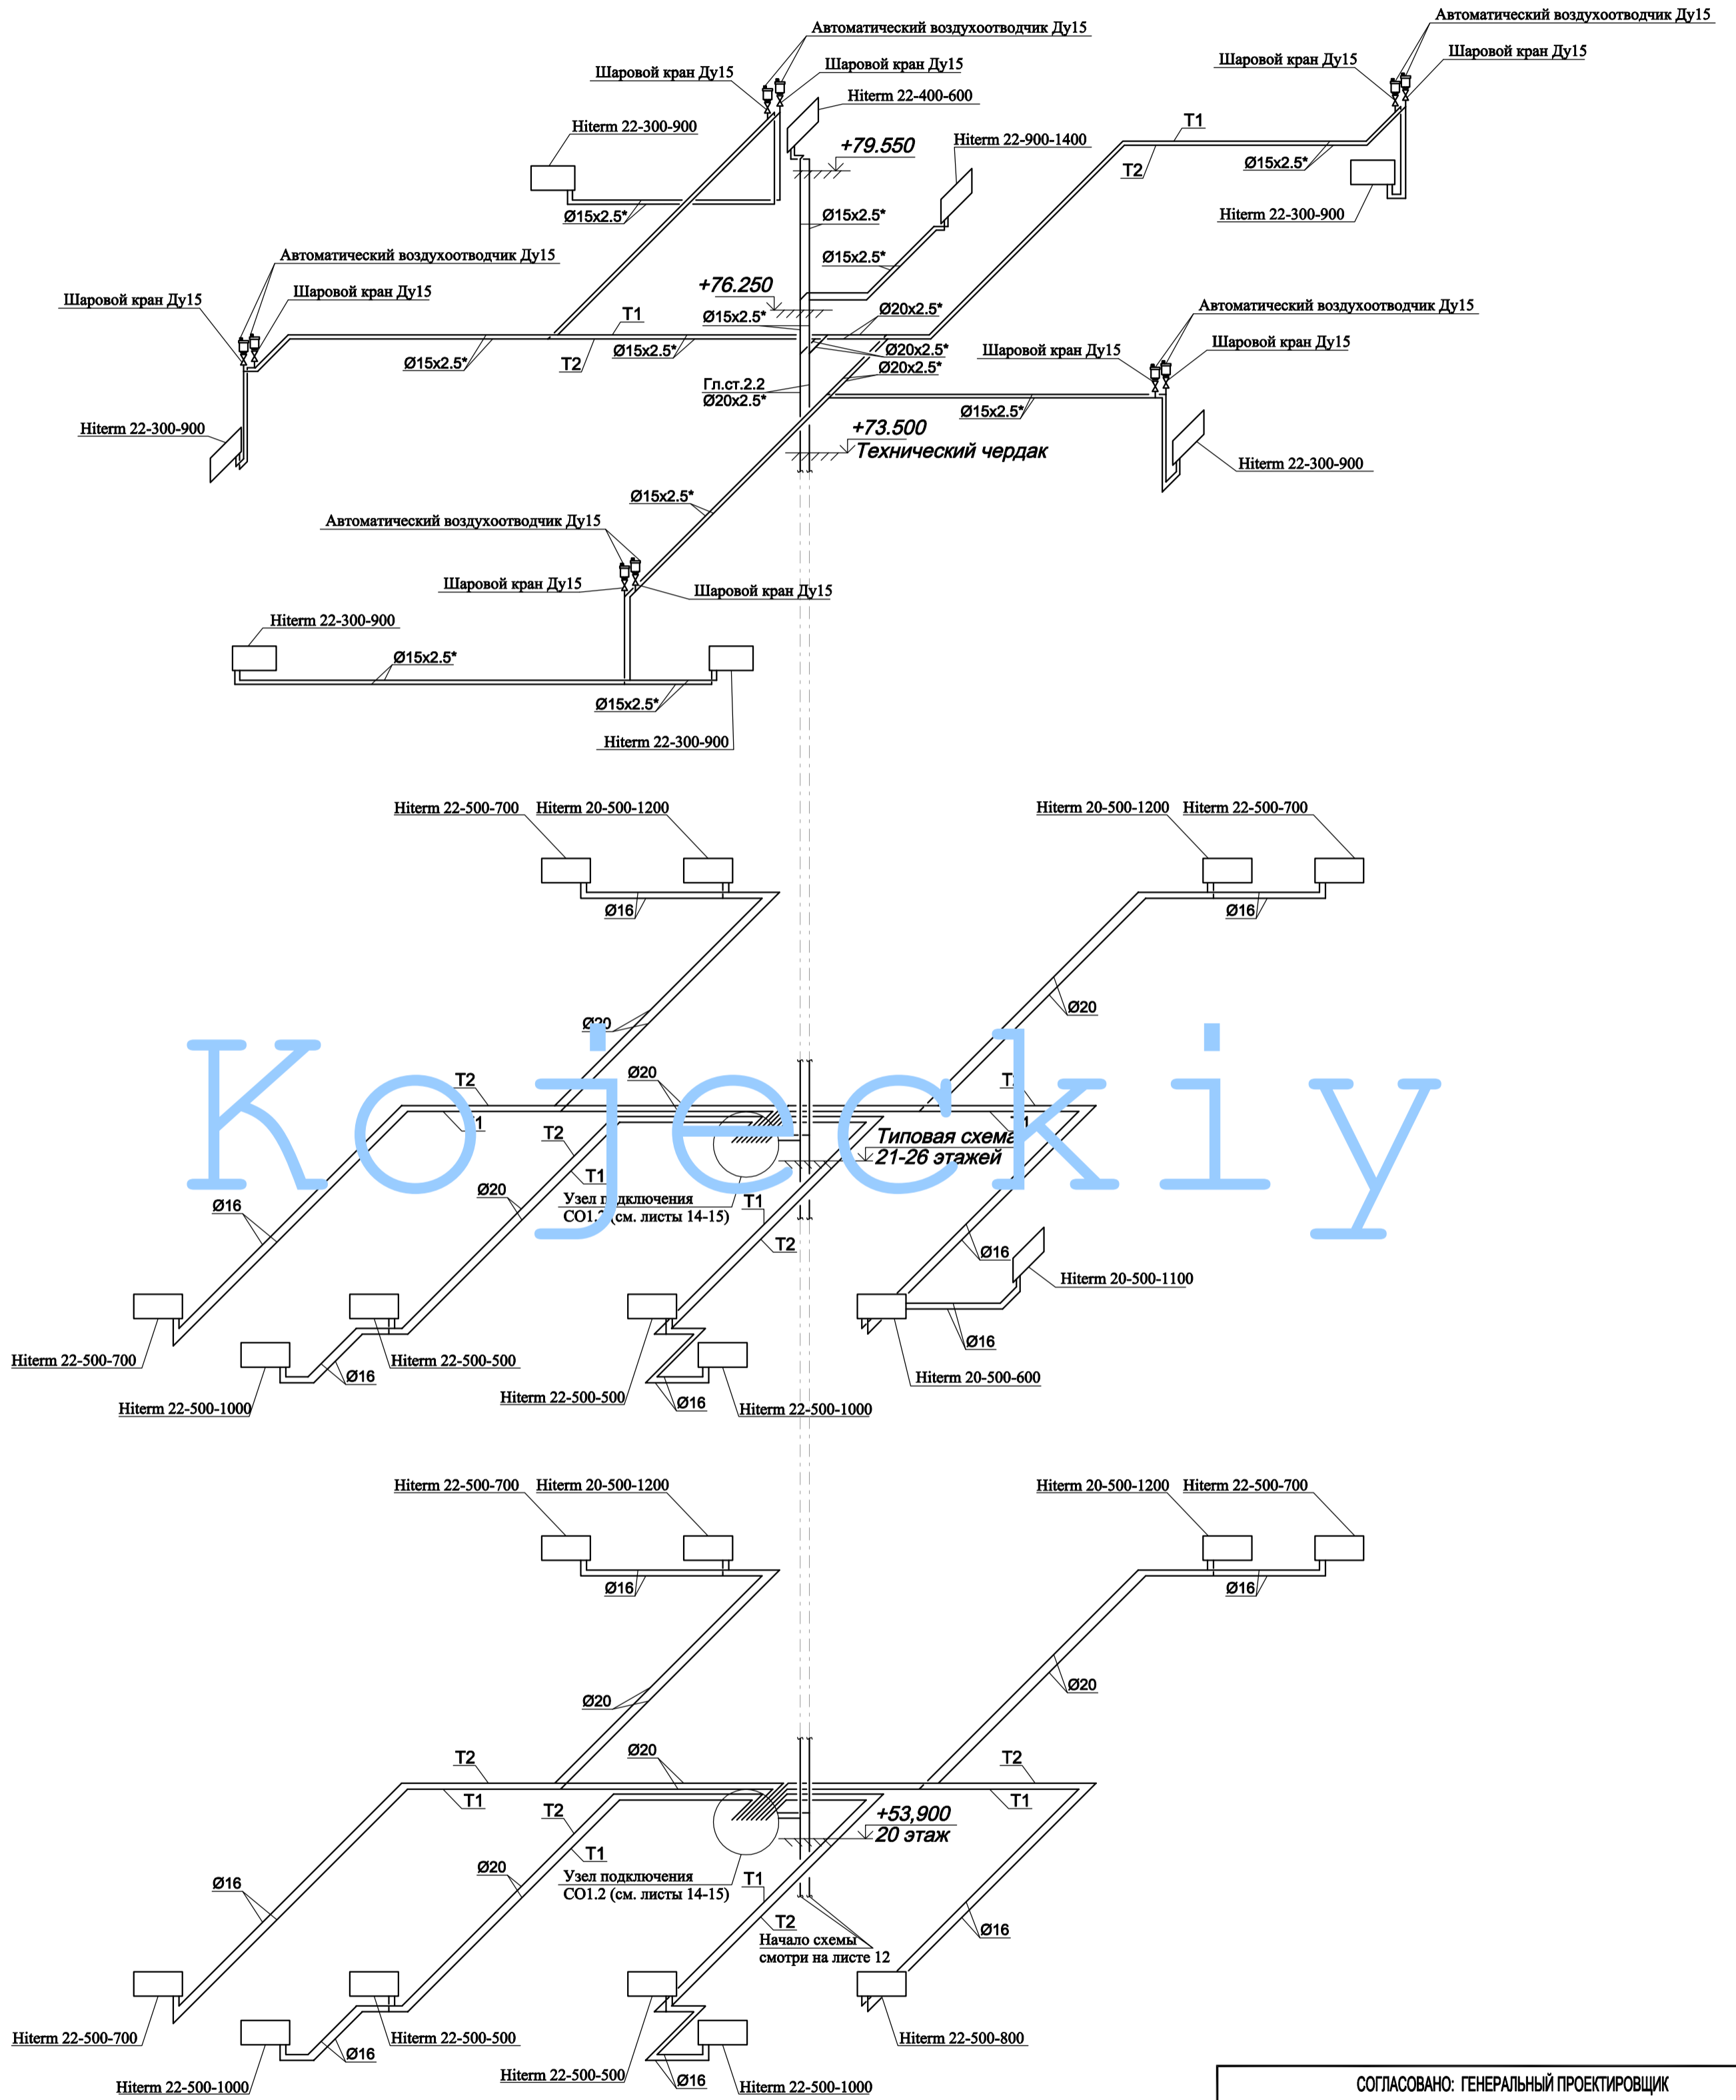 Автоматический воздухоотводчик Ду15
Автоматический воздухоотводчик Ду15
Шаровой кран Ду15
Шаровой кран Ду15
Шаровой кран Ду15
Шаровой кран Ду15
Hiterm 22-400-600
Hiterm 22-300-900
+79.550
Hiterm 22-900-1400
T1
T2
Ø15x2.5*
Ø15x2.5*
Ø15x2.5*
Hiterm 22-300-900
Автоматический воздухоотводчик Ду15
Ø15x2.5*
+76.250
Шаровой кран Ду15
Шаровой кран Ду15
Автоматический воздухоотводчик Ду15
Ø15x2.5*
T1
Ø20x2.5*
Шаровой кран Ду15
Шаровой кран Ду15
Ø15x2.5*
T2
Ø15x2.5*
Ø20x2.5*
Ø20x2.5*
Гл.ст.2.2
Ø20x2.5*
Ø15x2.5*
Hiterm 22-300-900
+73.500
Технический чердак
Hiterm 22-300-900
Ø15x2.5*
Автоматический воздухоотводчик Ду15
Шаровой кран Ду15
Шаровой кран Ду15
Hiterm 22-300-900
Ø15x2.5*
Ø15x2.5*
Hiterm 22-300-900
Hiterm 22-500-700
Hiterm 20-500-1200
Hiterm 20-500-1200
Hiterm 22-500-700
Ø16
Ø16
Ø20
Ø20
Kojeckiy
T2
Ø20
T2
T1
T1
T2
Типовая схема
21-26 этажей
T1
Ø20
Узел подключения
СО1.2 (см. листы 14-15)
T1
Ø16
T2
Ø16
Hiterm 20-500-1100
Ø16
Hiterm 22-500-700
Hiterm 22-500-500
Ø16
Hiterm 20-500-600
Hiterm 22-500-1000
Hiterm 22-500-500
Ø16
Hiterm 22-500-1000
Hiterm 22-500-700
Hiterm 20-500-1200
Hiterm 20-500-1200
Hiterm 22-500-700
Ø16
Ø16
Ø20
Ø20
T2
Ø20
T2
T1
T2
T1
+53,900
20 этаж
T1
Ø20
Узел подключения
СО1.2 (см. листы 14-15)
T1
Ø16
T2
Ø16
Начало схемы
смотри на листе 12
Hiterm 22-500-700
Hiterm 22-500-500
Hiterm 22-500-800
Ø16
Hiterm 22-500-1000
Hiterm 22-500-500
Ø16
Hiterm 22-500-1000
СОГЛАСОВАНО: ГЕНЕРАЛЬНЫЙ ПРОЕКТИРОВЩИК